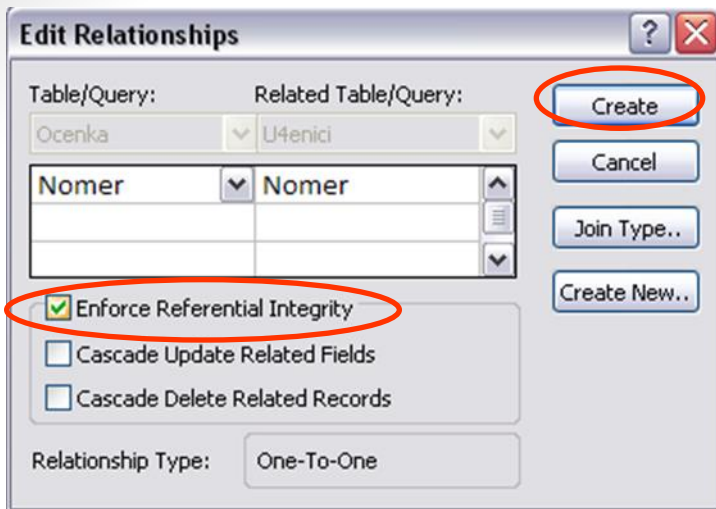 Edit Relationships
?
Table/Query: Related Table/Query:
Ocenka U4enici
Nomer Nomer
Enforce Referential Integrity
Cascade Update Related Fields
Cascade Delete Related Records
Relationship Type: One-To-One
Create
Cancel
Join Type..
Create New..